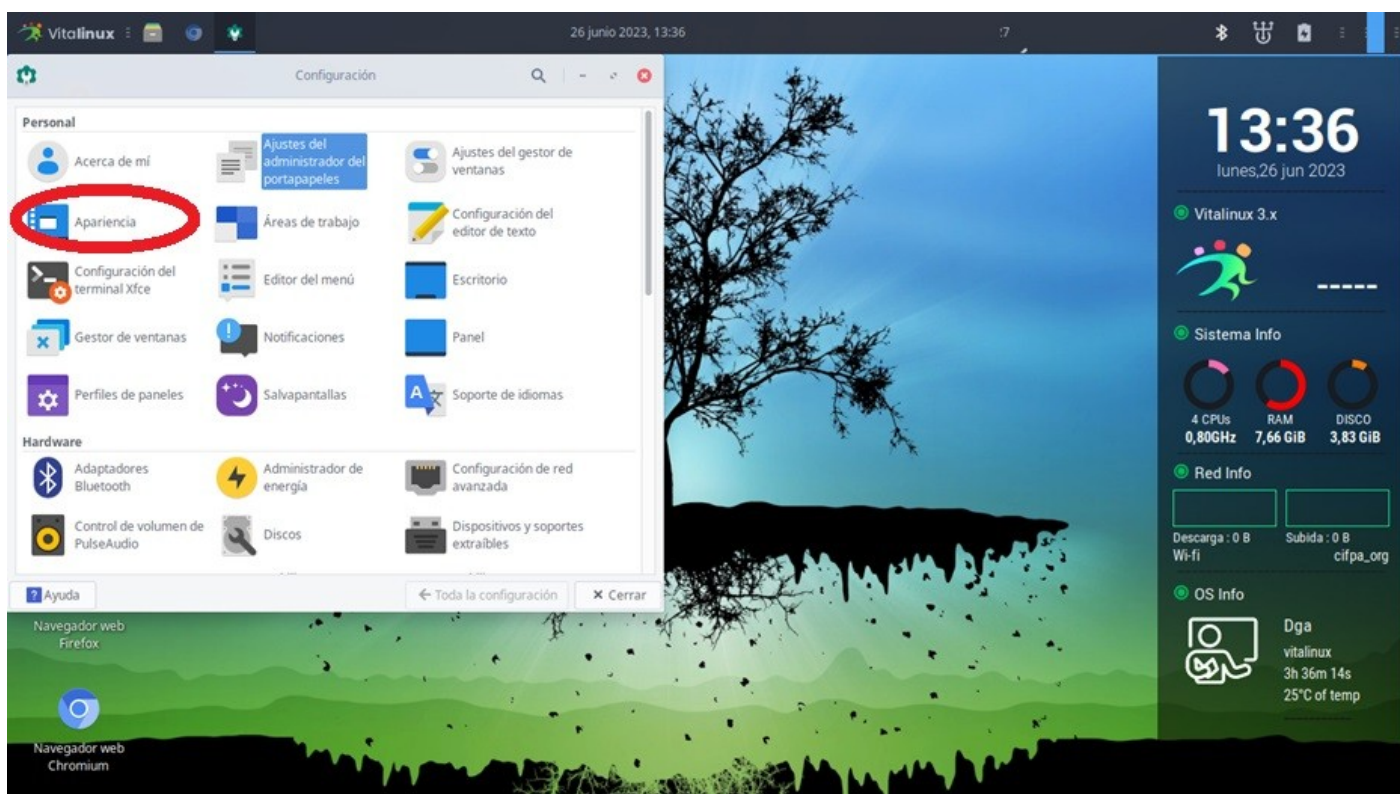 Vitalinux
26 junio 2023, 13:36
:7
Configuración
Personal
Acerca de mí
Ajustes del
administrador del
portapapeles
Ajustes del gestor de
ventanas
Apariencia
Áreas de trabajo
Configuración del
editor de texto
Configuración del
terminal Xfce
Editor del menú
Escritorio
Gestor de ventanas
Notificaciones
Panel
Perfiles de paneles
Salvapantallas
Soporte de idiomas
Hardware
Adaptadores
Bluetooth
Administrador de
energía
Configuración de red
avanzada
Control de volumen de
PulseAudio
Discos
Dispositivos y soportes
extraíbles
? Ayuda
← Toda la configuración
× Cerrar
Navegador web
Firefox
Navegador web
Chromium
13:36
lunes,26 jun 2023
Vitalinux 3.x
-----
Sistema Info
4 CPUs
0,80GHz
RAM
7,66 GiB
DISCO
3,83 GiB
Red Info
Descarga : 0 B
Subida : 0 B
Wi-fi
cifpa_org
OS Info
Dga
vitalinux
3h 36m 14s
25°C of temp